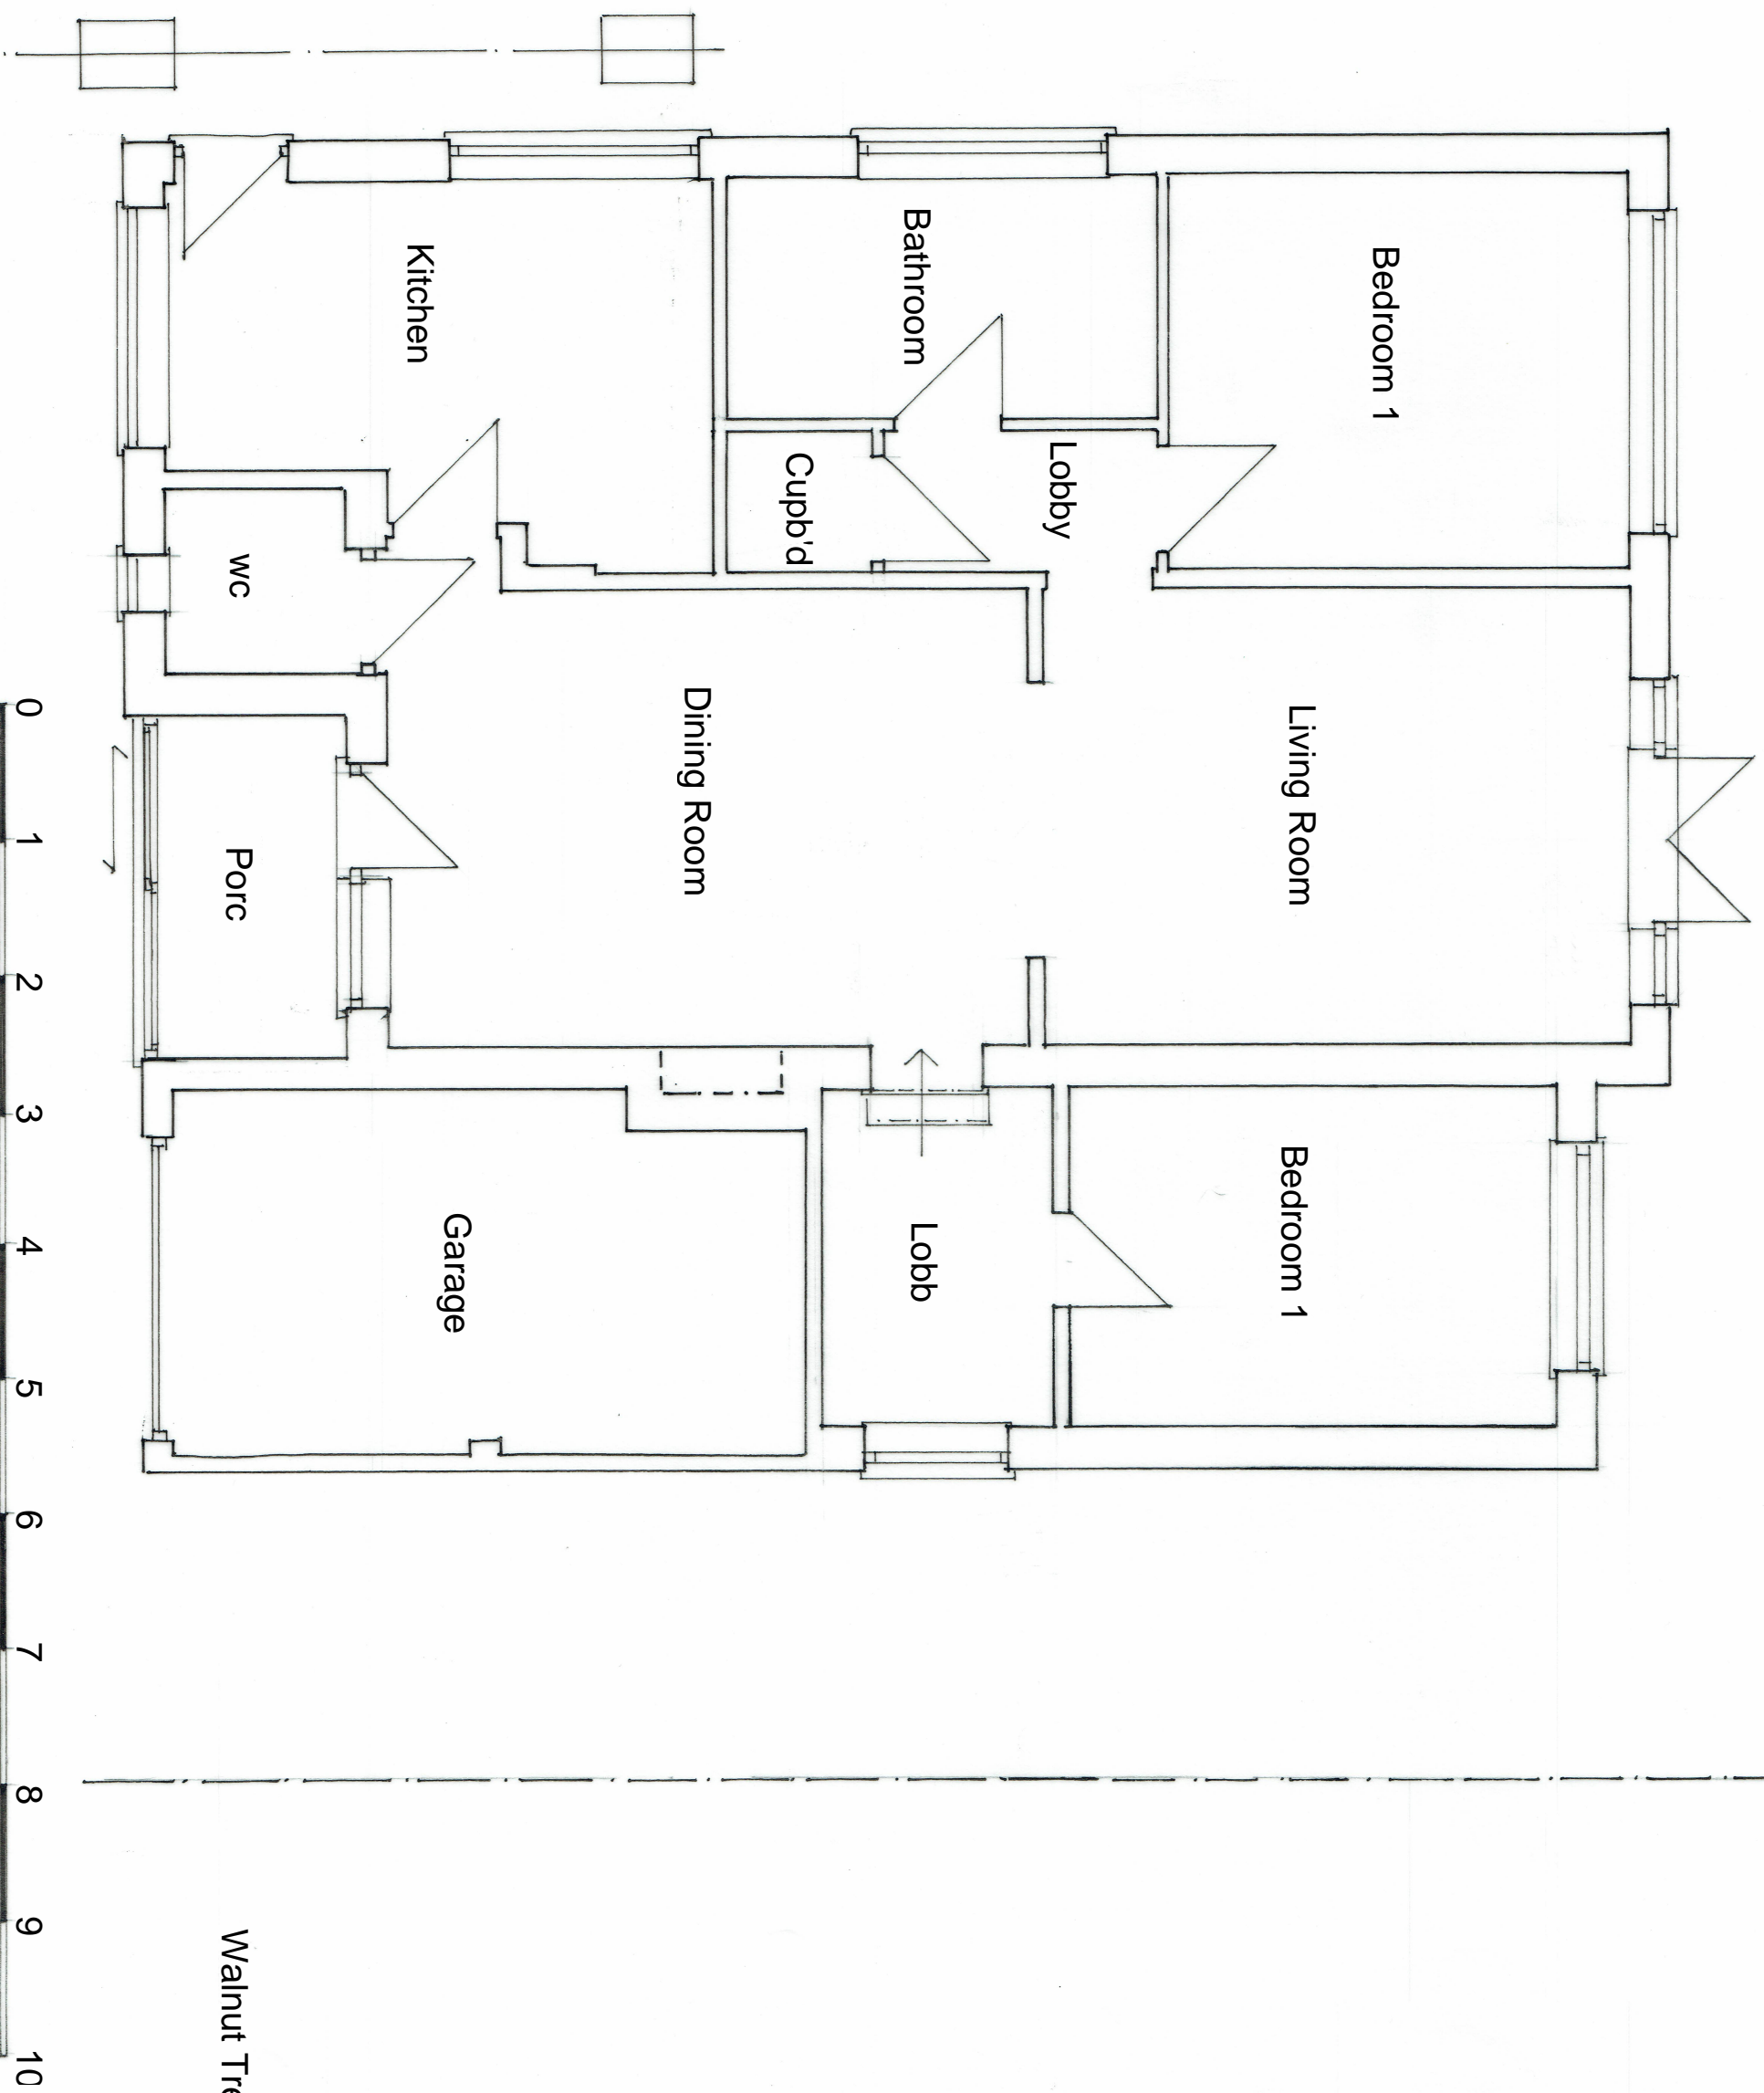 Bedroom 1
Living Room
Bedroom 1
Lobby
Bathroom
Cupb'd
Lobb
Dining Room
Kitchen
Garage
wc
Porc
Walnut Tre
0 1 2 3 4 5 6 7 8 9 10